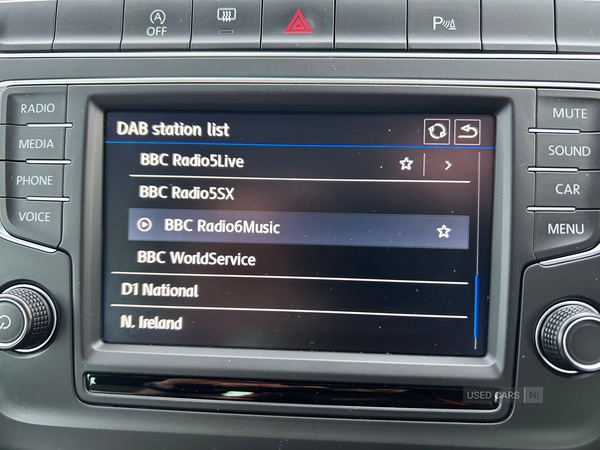 A OFF
P
RADIO
MEDIA
PHONE
VOICE
DAB station list
BBC Radio5Live
BBC Radio5SX
BBC Radio6Music
BBC WorldService
D1 National
N. Ireland
MUTE
SOUND
CAR
MENU
USED CARS NI